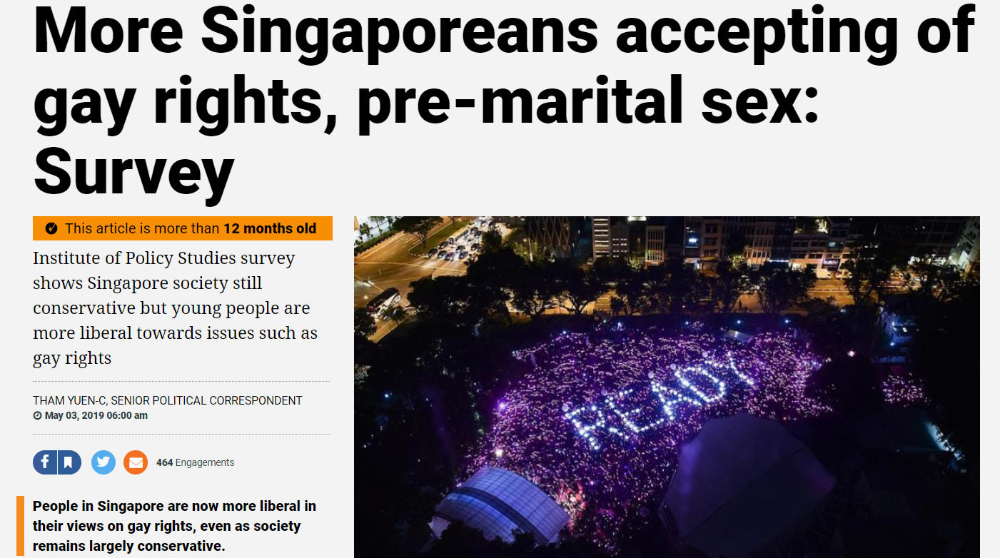 More Singaporeans accepting of
gay rights, pre-marital sex:
Survey
This article is more than 12 months old
Institute of Policy Studies survey
shows Singapore society still
conservative but young people are
more liberal towards issues such as
gay rights
THAM YUEN-C, SENIOR POLITICAL CORRESPONDENT
May 03, 2019 06:00 am
464 Engagements
People in Singapore are now more liberal in
their views on gay rights, even as society
remains largely conservative.
READY